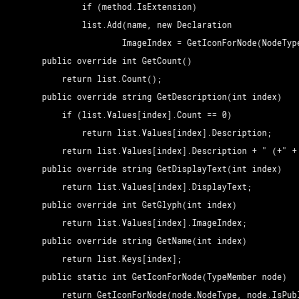 if (method.IsExtension)
list.Add(name, new Declaration
ImageIndex = GetIconForNode(NodeType
public override int GetCount()
return list.Count();
public override string GetDescription(int index)
if (list.Values[index].Count == 0)
return list.Values[index].Description;
return list.Values[index].Description + " (+" +
public override string GetDisplayText(int index)
return list.Values[index].DisplayText;
public override int GetGlyph(int index)
return list.Values[index].ImageIndex;
public override string GetName(int index)
return list.Keys[index];
public static int GetIconForNode(TypeMember node)
return GetIconForNode(node.NodeType, node.IsPubl